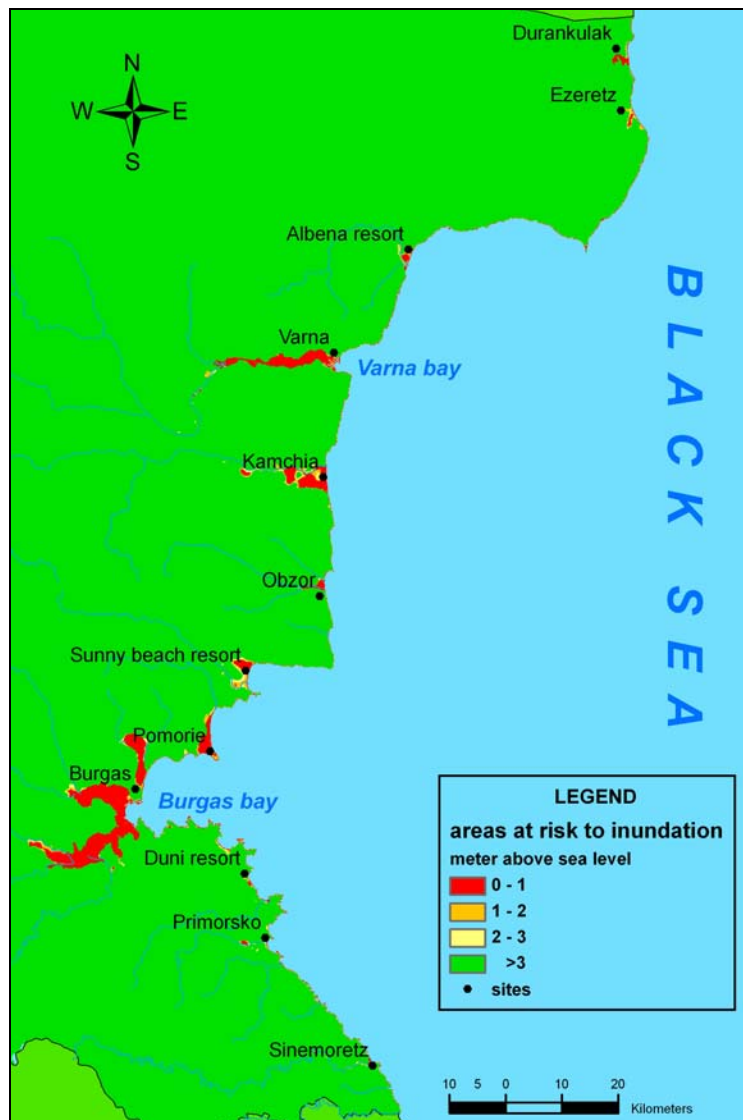 Durankulak
N
W E
S
Ezeretz
Albena resort
Varna
Varna bay
BLACK SEA
Kamchia
Obzor
Sunny beach resort
Pomorie
Burgas
Burgas bay
Duni resort
Primorsko
Sinemoretz
LEGEND
areas at risk to inundation
meter above sea level
0 - 1
1 - 2
2 - 3
>3
sites
10 5 0 10 20
Kilometers